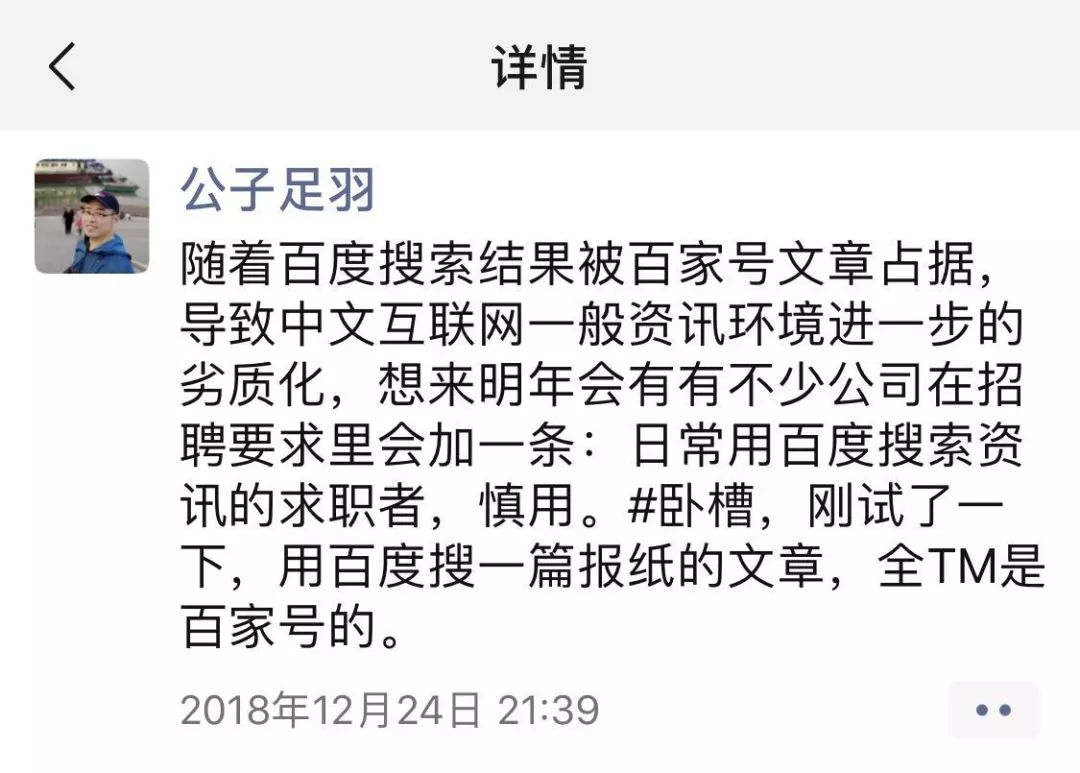 详情
公子足羽
随着百度搜索结果被百家号文章占据，
导致中文互联网一般资讯环境进一步的
劣质化，想来明年会有有不少公司在招
聘要求里会加一条：日常用百度搜索资
讯的求职者，慎用。#卧槽，刚试了一
下，用百度搜一篇报纸的文章，全TM是
百家号的。
2018年12月24日 21:39